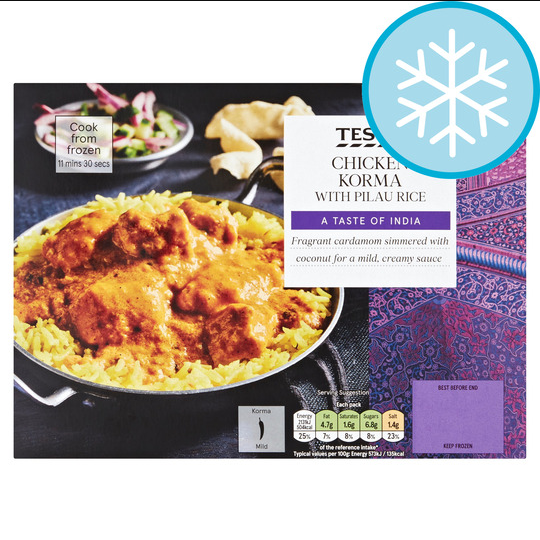 Cook
from
frozen
11 mins 30 secs
TES
CHICKEN
KORMA
WITH PILAU RICE
A TASTE OF INDIA
Fragrant cardamom simmered with
coconut for a mild, creamy sauce
Serving Suggestion
Each pack
Korma
Mild
Energy Fat Saturates Sugars Salt
2131kJ 504kcal 4.7g 1.6g 6.8g 1.4g
25% 7% 8% 8% 23%
of the reference intake*
Typical values per 100g: Energy 573kJ / 135kcal
BEST BEFORE END
KEEP FROZEN